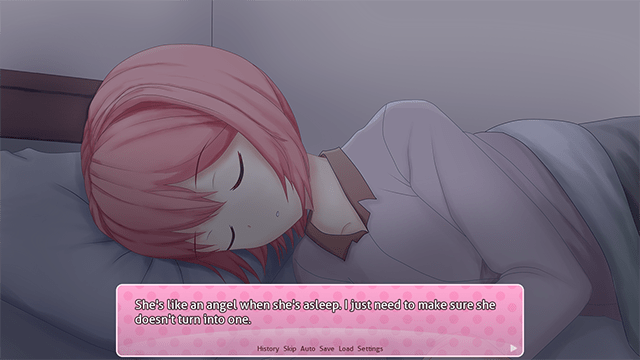 She's like an angel when she's asleep. I just need to make sure she
doesn't turn into one.
History Skip Auto Save Load Settings